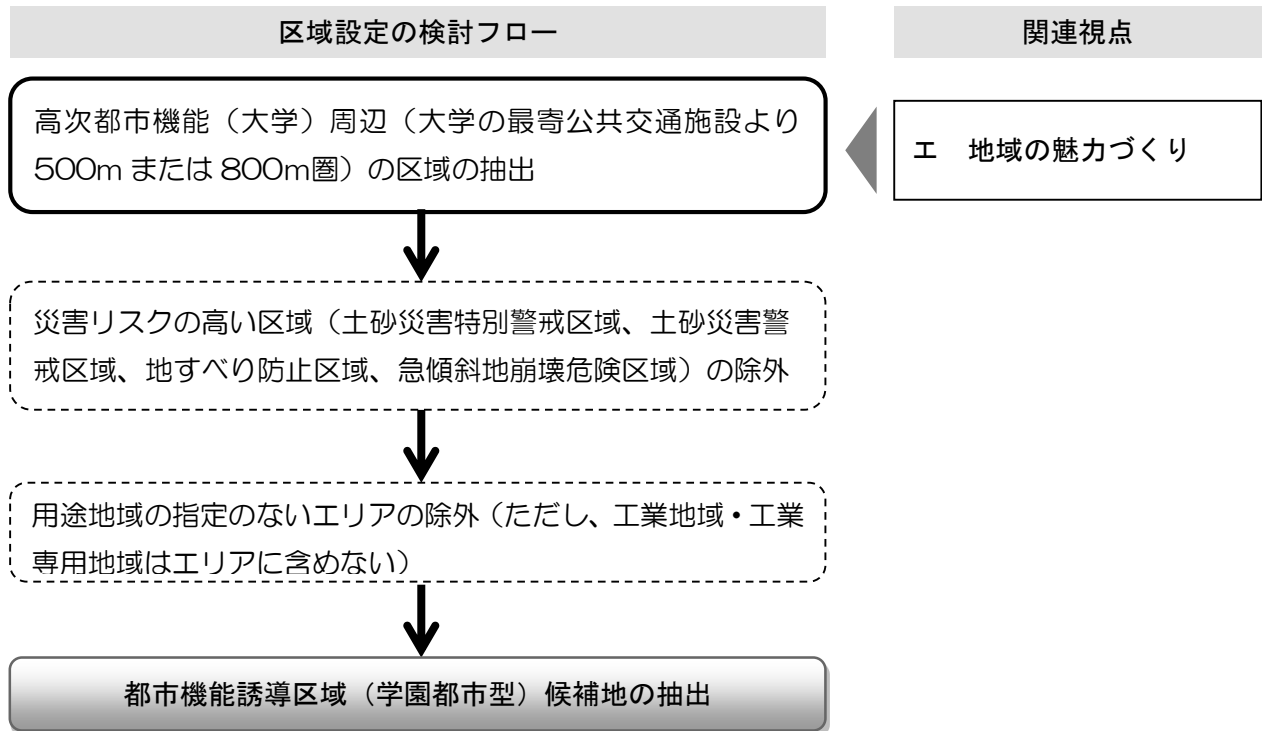 区域設定の検討フロー
関連視点
高次都市機能（大学）周辺（大学の最寄公共交通施設より
500m または 800m圏）の区域の抽出
エ　地域の魅力づくり
災害リスクの高い区域（土砂災害特別警戒区域、土砂災害警
戒区域、地すべり防止区域、急傾斜地崩壊危険区域）の除外
用途地域の指定のないエリアの除外（ただし、工業地域・工業
専用地域はエリアに含めない）
都市機能誘導区域（学園都市型）候補地の抽出